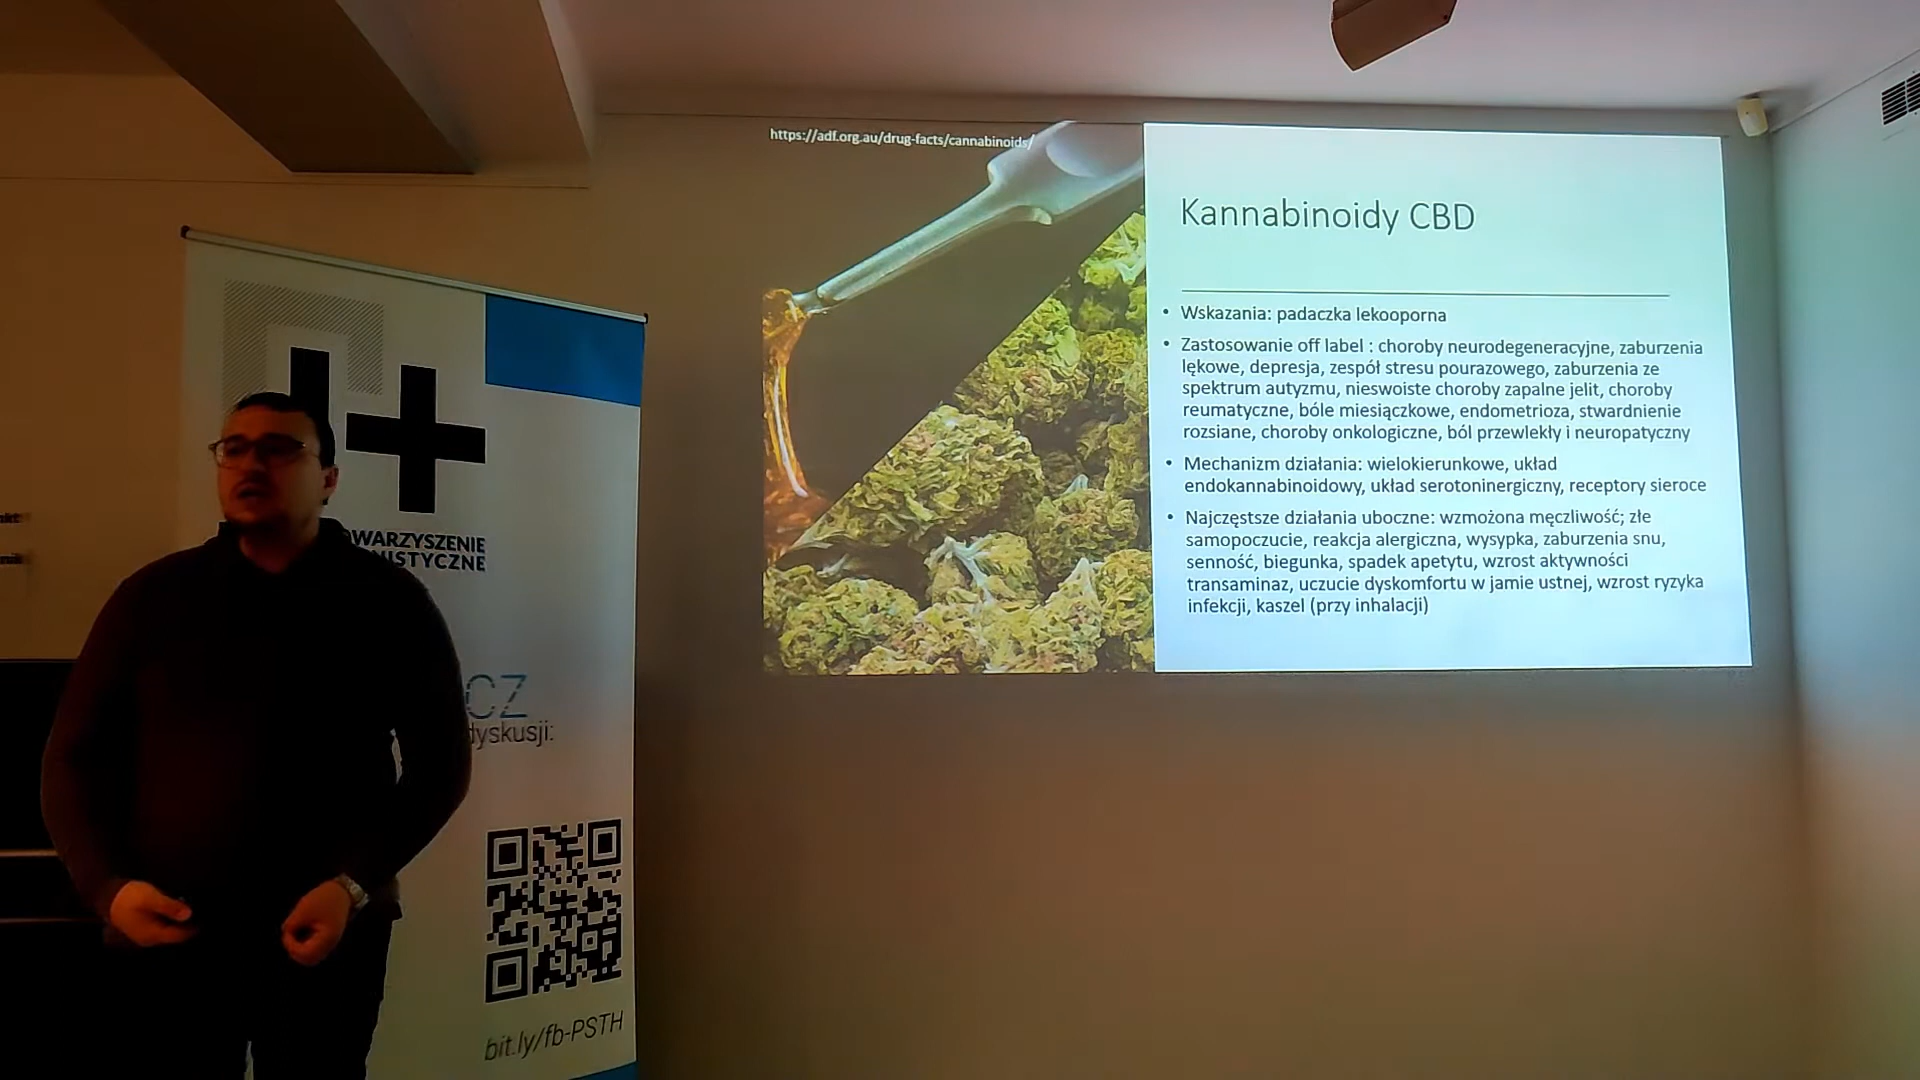 https://adf.org.au/drug-facts/cannabinoids/
Kannabinoidy CBD
• Wskazania: padaczka lekooporna
• Zastosowanie off label : choroby neurodegeneracyjne, zaburzenia
lękowe, depresja, zespół stresu pourazowego, zaburzenia ze
spektrum autyzmu, nieswoiste choroby zapalne jelit, choroby
reumatyczne, bóle miesiączkowe, endometrioza, stwardnienie
rozsiane, choroby onkologiczne, ból przewlekły i neuropatyczny
• Mechanizm działania: wielokierunkowe, układ
endokannabinoidowy, układ serotoninergiczny, receptory sieroce
• Najczęstsze działania uboczne: wzmożona męczliwość; złe
samopoczucie, reakcja alergiczna, wysypka, zaburzenia snu,
senność, biegunka, spadek apetytu, wzrost aktywności
transaminaz, uczucie dyskomfortu w jamie ustnej, wzrost ryzyka
infekcji, kaszel (przy inhalacji)
H+
OWARZYSZENIE
NISTYCZNE
CZ
dyskusji:
bit.ly/fb-PSTH